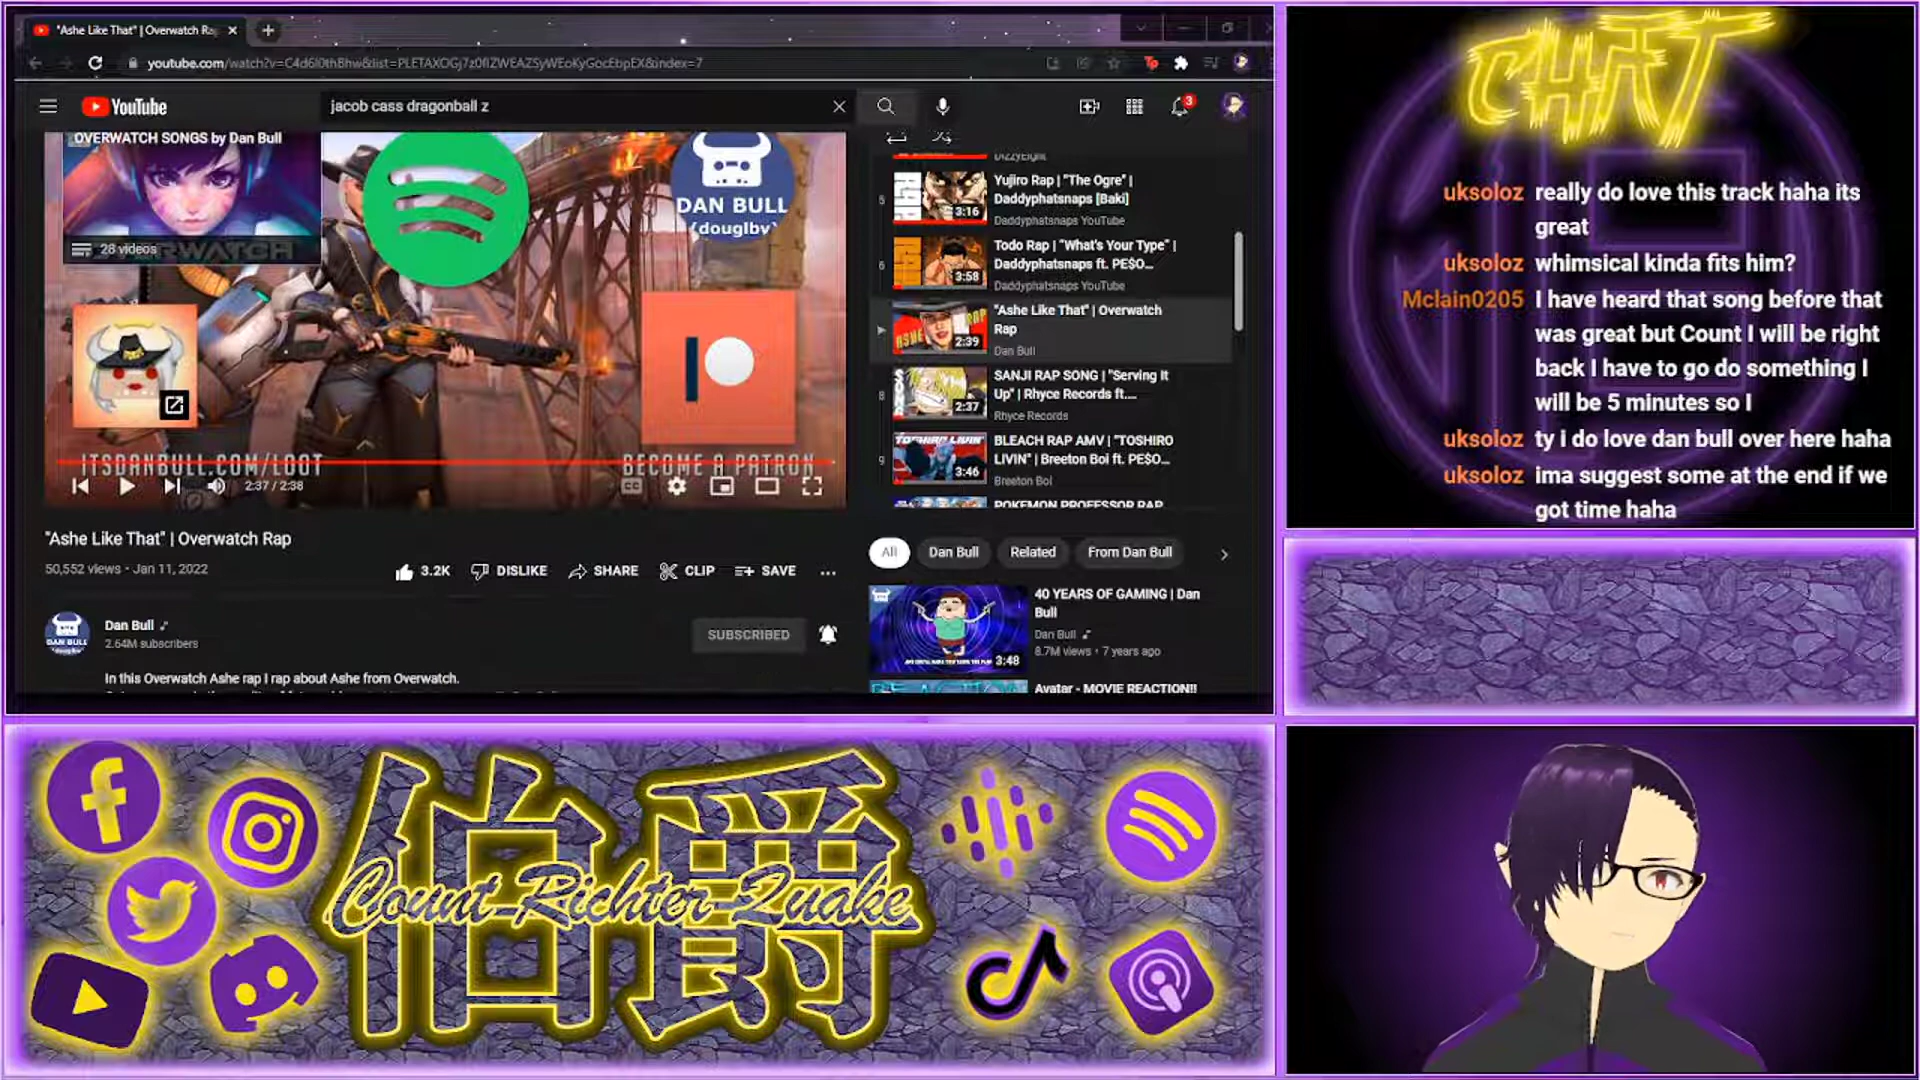 "Ashe Like That" | Overwatch Ra
youtube.com/watch?v=C4d6l0thBhw&list=PLETAXOGj7z0flZWEAZSyWEoKyGocEbpEX&index=7
YouTube
jacob cass dragonball z
3
OVERWATCH SONGS by Dan Bull
28 videos
DAN BULL
(douglby)
ITSDANBULL.COM/LOOT
BECOME A PATRON
2:37 / 2:38
CC
"Ashe Like That" | Overwatch Rap
50,552 views • Jan 11, 2022
3.2K
DISLIKE
SHARE
CLIP
SAVE
DAN BULL
Dan Bull
2.64M subscribers
SUBSCRIBED
In this Overwatch Ashe rap I rap about Ashe from Overwatch.
DizzyEight
5
3:16
Yujiro Rap | "The Ogre" |
Daddyphatsnaps [Baki]
Daddyphatsnaps YouTube
6
3:58
Todo Rap | "What's Your Type" |
Daddyphatsnaps ft. PE$O...
Daddyphatsnaps YouTube
2:39
"Ashe Like That" | Overwatch
Rap
Dan Bull
8
2:37
SANJI RAP SONG | "Serving It
Up" | Rhyce Records ft....
Rhyce Records
9
3:46
BLEACH RAP AMV | "TOSHIRO
LIVIN" | Breeton Boi ft. PE$O...
Breeton Boi
POKEMON PROFESSOR RAP
All
Dan Bull
Related
From Dan Bull
3:48
40 YEARS OF GAMING | Dan
Bull
Dan Bull
8.7M views • 7 years ago
Avatar - MOVIE REACTION!!
CHAT
uksoloz really do love this track haha its
great
uksoloz whimsical kinda fits him?
Mclain0205 I have heard that song before that
was great but Count I will be right
back I have to go do something I
will be 5 minutes so I
uksoloz ty i do love dan bull over here haha
uksoloz ima suggest some at the end if we
got time haha
伯爵
Count Richter Quake